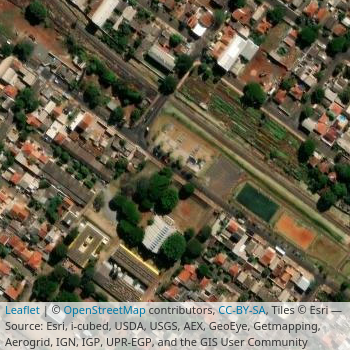 Leaflet | © OpenStreetMap contributors, CC-BY-SA, Tiles © Esri —
Source: Esri, i-cubed, USDA, USGS, AEX, GeoEye, Getmapping,
Aerogrid, IGN, IGP, UPR-EGP, and the GIS User Community